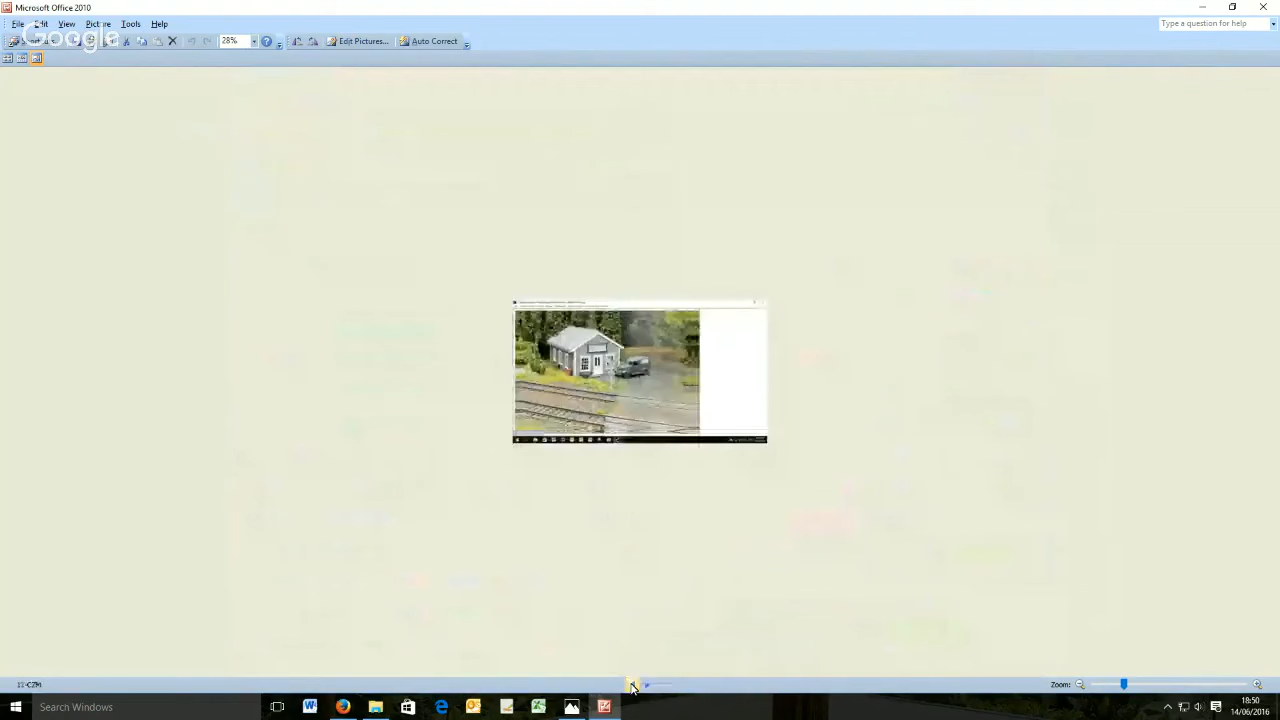 Microsoft Office 2010
File Edit View Picture Tools Help
Type a question for help
Google
28%
Edit Pictures...
Auto Correct
Zoom:
Search Windows
18:50
14/06/2016